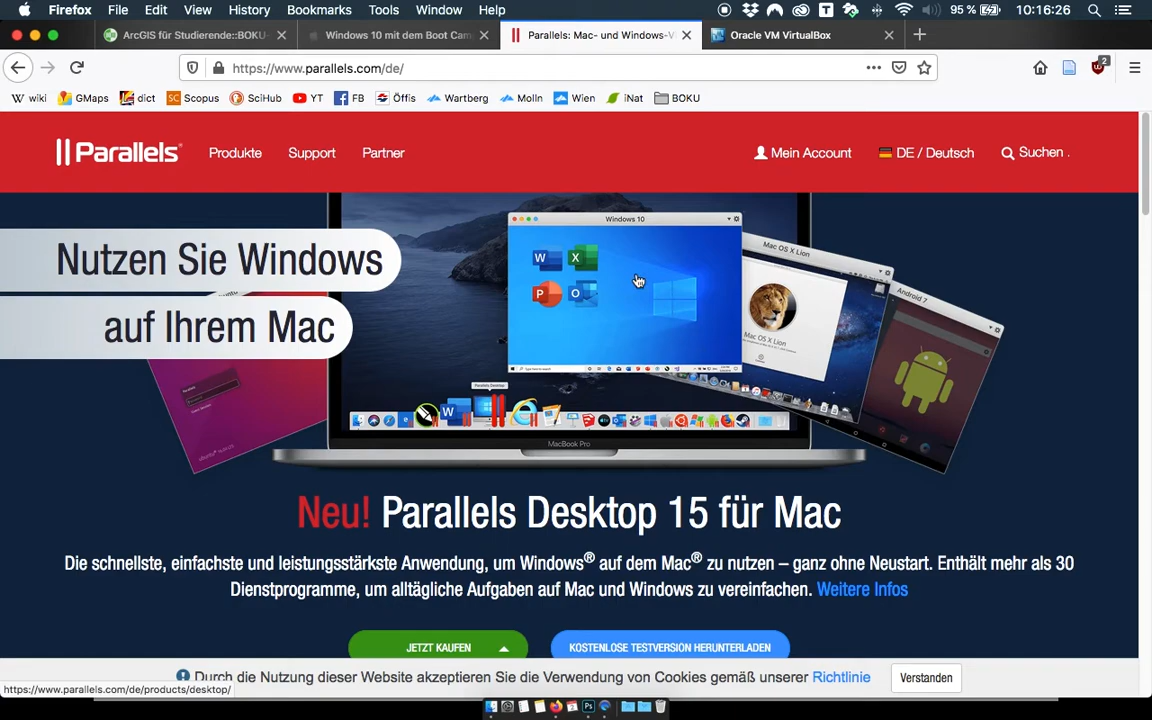 Firefox File Edit View History Bookmarks Tools Window Help 95 % 10:16:26
ArcGIS für Studierende::BOKU-
Windows 10 mit dem Boot Cam
Parallels: Mac- und Windows-V
Oracle VM VirtualBox
https://www.parallels.com/de/
2
wiki GMaps dict Scopus SciHub YT FB Öffis Wartberg Molln Wien iNat BOKU
Parallels® Produkte Support Partner Mein Account DE / Deutsch Suchen .
Nutzen Sie Windows
auf Ihrem Mac
Windows 10
Mac OS X Lion
Mac OS X Lion
Android 7
Parallels Desktop
MacBook Pro
Neu! Parallels Desktop 15 für Mac
Die schnellste, einfachste und leistungsstärkste Anwendung, um Windows® auf dem Mac® zu nutzen – ganz ohne Neustart. Enthält mehr als 30
Dienstprogramme, um alltägliche Aufgaben auf Mac und Windows zu vereinfachen. Weitere Infos
JETZT KAUFEN
KOSTENLOSE TESTVERSION HERUNTERLADEN
Durch die Nutzung dieser Website akzeptieren Sie die Verwendung von Cookies gemäß unserer Richtlinie Verstanden
https://www.parallels.com/de/products/desktop/